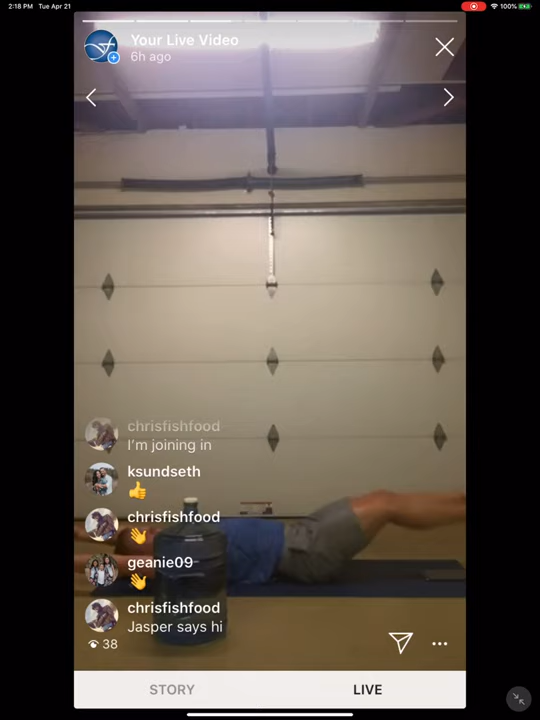 2:18 PM Tue Apr 21
100%
Your Live Video
6h ago
chrisfishfood
I'm joining in
ksundseth
👍
chrisfishfood
👋
geanie09
👋
chrisfishfood
Jasper says hi
38
STORY
LIVE